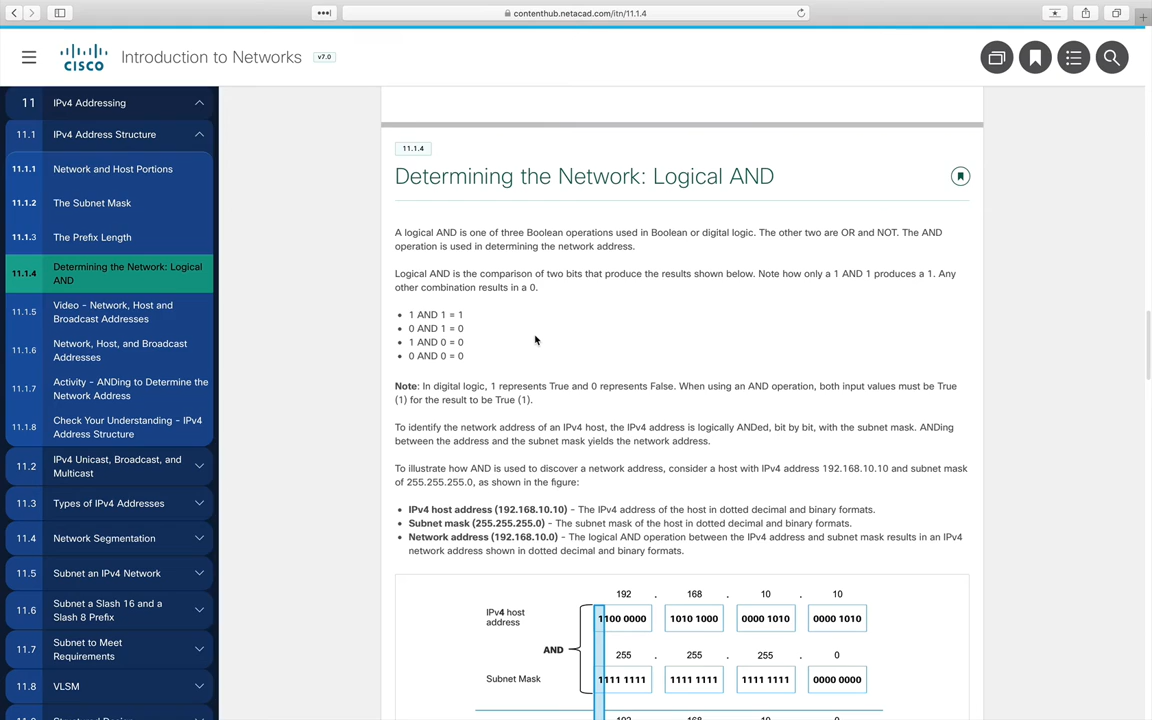 contenthub.netacad.com/itn/11.1.4
CISCO
Introduction to Networks
v7.0
11 IPv4 Addressing
11.1 IPv4 Address Structure
11.1.1 Network and Host Portions
11.1.2 The Subnet Mask
11.1.3 The Prefix Length
11.1.4 Determining the Network: Logical
AND
11.1.5 Video – Network, Host and
Broadcast Addresses
11.1.6 Network, Host, and Broadcast
Addresses
11.1.7 Activity - ANDing to Determine the
Network Address
11.1.8 Check Your Understanding - IPv4
Address Structure
11.2 IPv4 Unicast, Broadcast, and
Multicast
11.3 Types of IPv4 Addresses
11.4 Network Segmentation
11.5 Subnet an IPv4 Network
11.6 Subnet a Slash 16 and a
Slash 8 Prefix
11.7 Subnet to Meet
Requirements
11.8 VLSM
11.1.4
Determining the Network: Logical AND
A logical AND is one of three Boolean operations used in Boolean or digital logic. The other two are OR and NOT. The AND
operation is used in determining the network address.
Logical AND is the comparison of two bits that produce the results shown below. Note how only a 1 AND 1 produces a 1. Any
other combination results in a 0.
• 1 AND 1 = 1
• 0 AND 1 = 0
• 1 AND 0 = 0
• 0 AND 0 = 0
Note: In digital logic, 1 represents True and 0 represents False. When using an AND operation, both input values must be True
(1) for the result to be True (1).
To identify the network address of an IPv4 host, the IPv4 address is logically ANDed, bit by bit, with the subnet mask. ANDing
between the address and the subnet mask yields the network address.
To illustrate how AND is used to discover a network address, consider a host with IPv4 address 192.168.10.10 and subnet mask
of 255.255.255.0, as shown in the figure:
• IPv4 host address (192.168.10.10) - The IPv4 address of the host in dotted decimal and binary formats.
• Subnet mask (255.255.255.0) - The subnet mask of the host in dotted decimal and binary formats.
• Network address (192.168.10.0) - The logical AND operation between the IPv4 address and subnet mask results in an IPv4
network address shown in dotted decimal and binary formats.
192 . 168 . 10 . 10
IPv4 host
address
1100 0000 1010 1000 0000 1010 0000 1010
AND
255 . 255 . 255 . 0
Subnet Mask 1111 1111 1111 1111 1111 1111 0000 0000